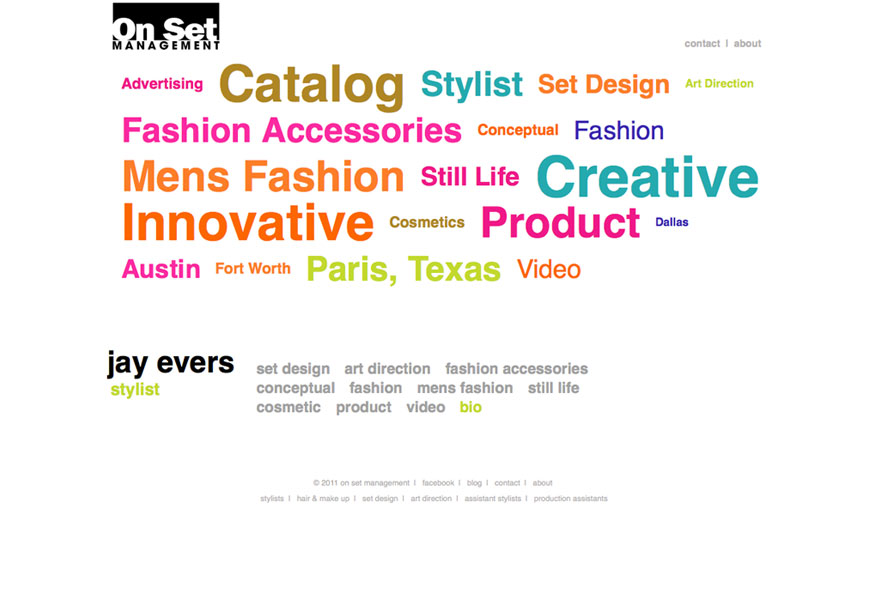 On Set
MANAGEMENT
contact | about
Advertising Catalog Stylist Set Design Art Direction
Fashion Accessories Conceptual Fashion
Mens Fashion Still Life Creative
Innovative Cosmetics Product Dallas
Austin Fort Worth Paris, Texas Video
jay evers
stylist
set design art direction fashion accessories
conceptual fashion mens fashion still life
cosmetic product video bio
© 2011 on set management | facebook | blog | contact | about
stylists | hair & make up | set design | art direction | assistant stylists | production assistants